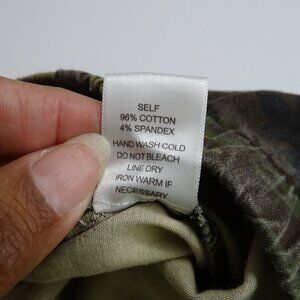 SELF
96% COTTON
4% SPANDEX
HAND WASH COLD
DO NOT BLEACH
LINE DRY
IRON WARM IF
NECESSARY